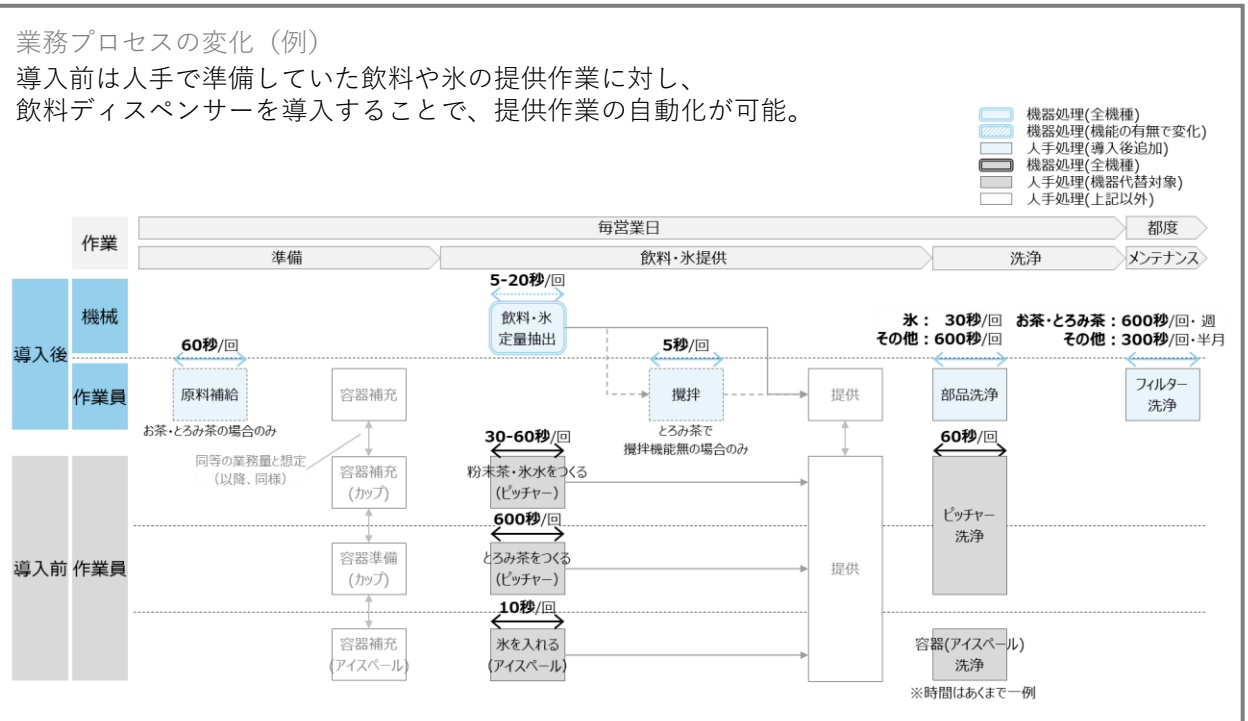 業務プロセスの変化（例）
導入前は人手で準備していた飲料や氷の提供作業に対し、
飲料ディスペンサーを導入することで、提供作業の自動化が可能。
機器処理(全機種)
機器処理(機能の有無で変化)
人手処理(導入後追加)
機器処理(全機種)
人手処理(機器代替対象)
人手処理(上記以外)
作業
毎営業日
都度
準備
飲料・氷提供
洗浄
メンテナンス
導入後
機械
5-20秒/回
飲料・氷
定量抽出
氷： 30秒/回
その他：600秒/回
お茶・とろみ茶：600秒/回・週
その他：300秒/回・半月
作業員
60秒/回
原料補給
お茶・とろみ茶の場合のみ
容器補充
5秒/回
攪拌
とろみ茶で
攪拌機能無の場合のみ
提供
部品洗浄
フィルター
洗浄
同等の業務量と想定
（以降、同様）
導入前
作業員
容器補充
(カップ)
30-60秒/回
粉末茶・氷水をつくる
(ピッチャー)
60秒/回
ピッチャー
洗浄
容器準備
(カップ)
600秒/回
とろみ茶をつくる
(ピッチャー)
提供
容器補充
(アイスペール)
10秒/回
氷を入れる
(アイスペール)
容器(アイスペール)
洗浄
※時間はあくまで一例